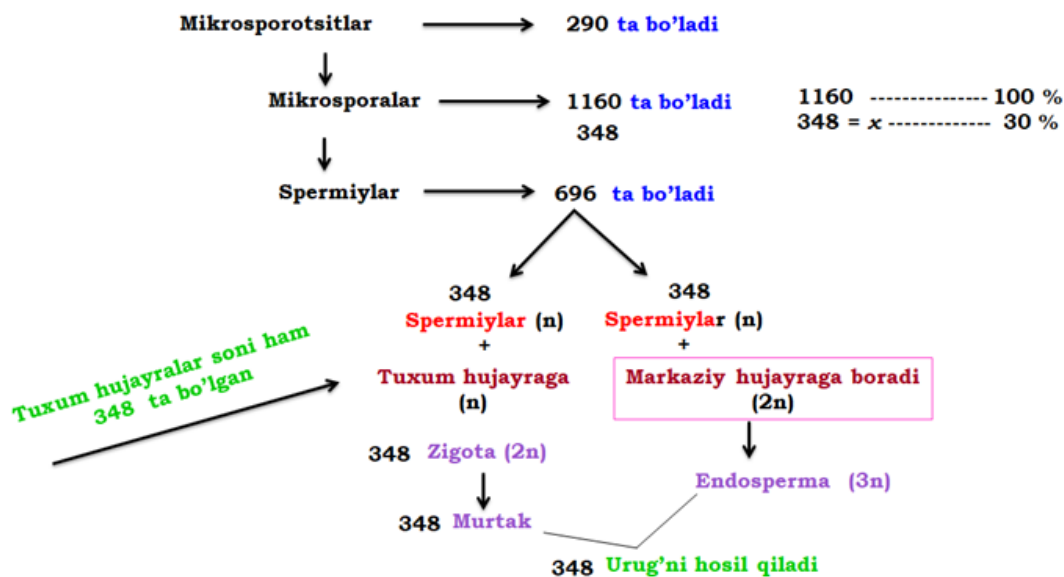 Mikrosporotsitlar 290 ta bo'ladi
Mikrosporalar 1160 ta bo'ladi 1160 --------------- 100 %
348 348 = x ------------- 30 %
Spermiylar 696 ta bo'ladi
348 348
Spermiylar (n) Spermiylar (n)
+ +
Tuxum hujayralar soni ham
348 ta bo'lgan
Tuxum hujayraga Markaziy hujayraga boradi
(n) (2n)
348 Zigota (2n)
Endosperma (3n)
348 Murtak
348 Urug'ni hosil qiladi